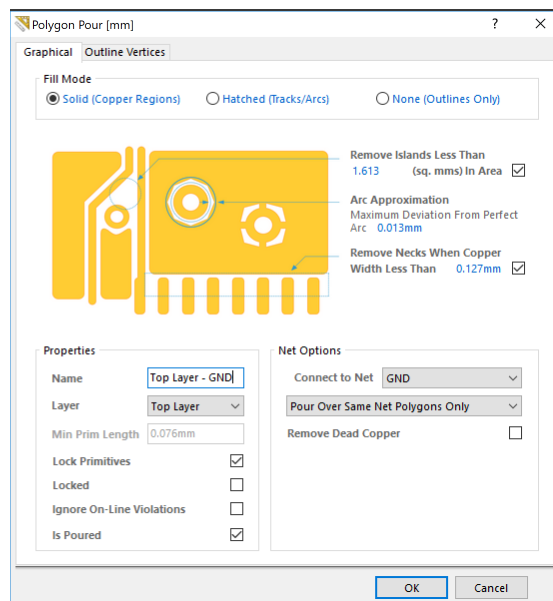 Polygon Pour [mm]
?
X
Graphical
Outline Vertices
Fill Mode
Solid (Copper Regions)
Hatched (Tracks/Arcs)
None (Outlines Only)
Remove Islands Less Than
1.613 (sq. mms) In Area
Arc Approximation
Maximum Deviation From Perfect
Arc 0.013mm
Remove Necks When Copper
Width Less Than 0.127mm
Properties
Name Top Layer - GND
Layer Top Layer
Min Prim Length 0.076mm
Lock Primitives
Locked
Ignore On-Line Violations
Is Poured
Net Options
Connect to Net GND
Pour Over Same Net Polygons Only
Remove Dead Copper
OK
Cancel